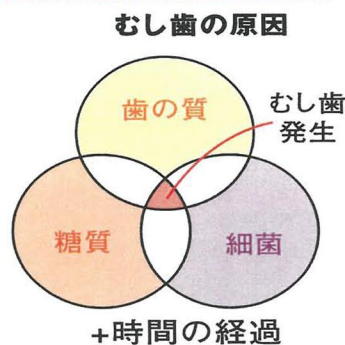 むし歯の原因
歯の質
むし歯
発生
糖質
細菌
+時間の経過